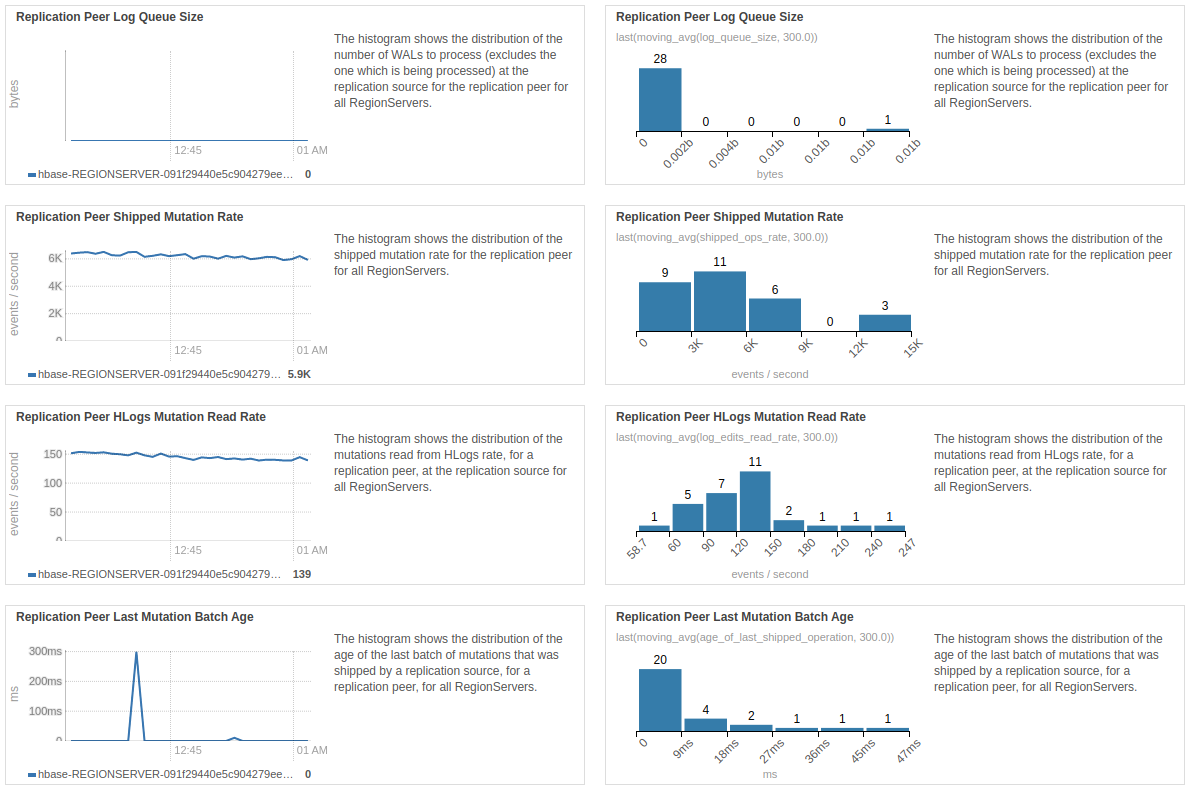 Replication Peer Log Queue Size
The histogram shows the distribution of the
number of WALs to process (excludes the
one which is being processed) at the
replication source for the replication peer for
all RegionServers.
bytes
12:45
01 AM
hbase-REGIONSERVER-091f29440e5c904279ee… 0
Replication Peer Log Queue Size
last(moving_avg(log_queue_size, 300.0))
The histogram shows the distribution of the
number of WALs to process (excludes the
one which is being processed) at the
replication source for the replication peer for
all RegionServers.
28 0 0 0 0 1
0 0.002b 0.004b 0.01b 0.01b 0.01b 0.01b
bytes
Replication Peer Shipped Mutation Rate
The histogram shows the distribution of the
shipped mutation rate for the replication peer
for all RegionServers.
events / second
6K
4K
2K
0
12:45
01 AM
hbase-REGIONSERVER-091f29440e5c904279… 5.9K
Replication Peer Shipped Mutation Rate
last(moving_avg(shipped_ops_rate, 300.0))
The histogram shows the distribution of the
shipped mutation rate for the replication peer
for all RegionServers.
9 11 6 0 3
0 3K 6K 9K 12K 15K
events / second
Replication Peer HLogs Mutation Read Rate
The histogram shows the distribution of the
mutations read from HLogs rate, for a
replication peer, at the replication source for
all RegionServers.
events / second
150
100
50
0
12:45
01 AM
hbase-REGIONSERVER-091f29440e5c904279… 139
Replication Peer HLogs Mutation Read Rate
last(moving_avg(log_edits_read_rate, 300.0))
The histogram shows the distribution of the
mutations read from HLogs rate, for a
replication peer, at the replication source for
all RegionServers.
1 5 7 11 2 1 1 1
58.7 60 90 120 150 180 210 240 247
events / second
Replication Peer Last Mutation Batch Age
The histogram shows the distribution of the
age of the last batch of mutations that was
shipped by a replication source, for a
replication peer, for all RegionServers.
ms
300ms
200ms
100ms
0
12:45
01 AM
hbase-REGIONSERVER-091f29440e5c904279ee… 0
Replication Peer Last Mutation Batch Age
last(moving_avg(age_of_last_shipped_operation, 300.0))
The histogram shows the distribution of the
age of the last batch of mutations that was
shipped by a replication source, for a
replication peer, for all RegionServers.
20 4 2 1 1 1
0 9ms 18ms 27ms 36ms 45ms 47ms
ms